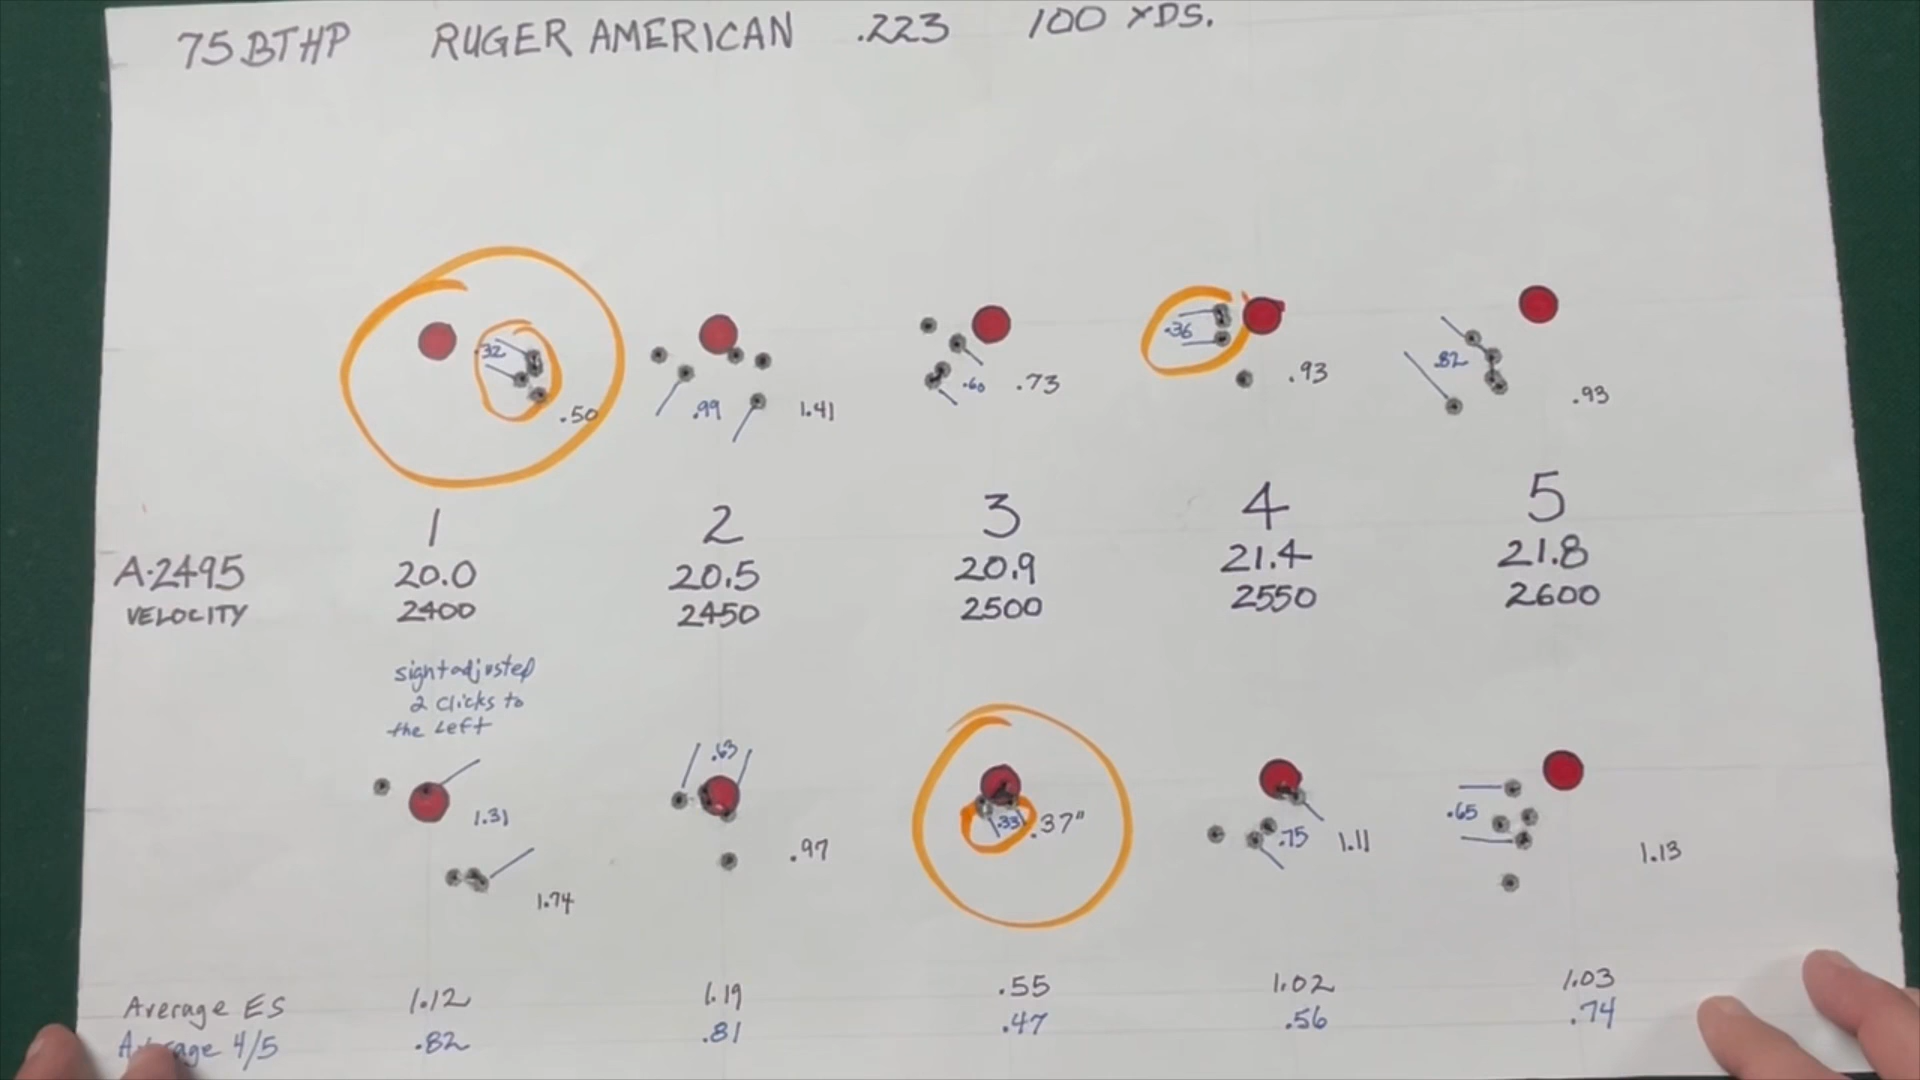 75 BTHP RUGER AMERICAN .223 100 YDS.
.32
.50
.99
1.41
.60
.73
.36
.93
.82
.93
1 2 3 4 5
A-2495 20.0 20.5 20.9 21.4 21.8
VELOCITY 2400 2450 2500 2550 2600
sight adjusted
2 clicks to
the Left
1.31
1.74
.63
.97
.33
.37"
.75
1.11
.65
1.13
Average ES 1.12 1.19 .55 1.02 1.03
Average 4/5 .82 .81 .47 .56 .74